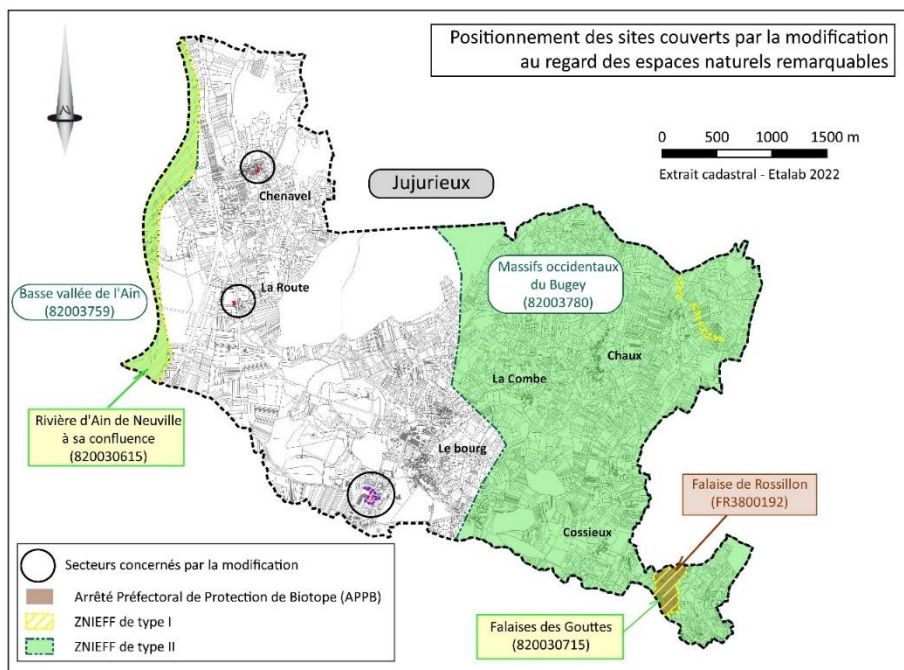 Positionnement des sites couverts par la modification
au regard des espaces naturels remarquables
N
0 500 1000 1500 m
Extrait cadastral - Etalab 2022
Jujurieux
Chenavel
La Route
Basse vallée de l'Ain
(82003759)
Massifs occidentaux
du Bugey
(82003780)
Chaux
La Combe
Rivière d'Ain de Neuville
à sa confluence
(820030615)
Le bourg
Falaise de Rossillon
(FR3800192)
Cossieux
Falaises des Gouttes
(820030715)
Secteurs concernés par la modification
Arrêté Préfectoral de Protection de Biotope (APPB)
ZNIEFF de type I
ZNIEFF de type II